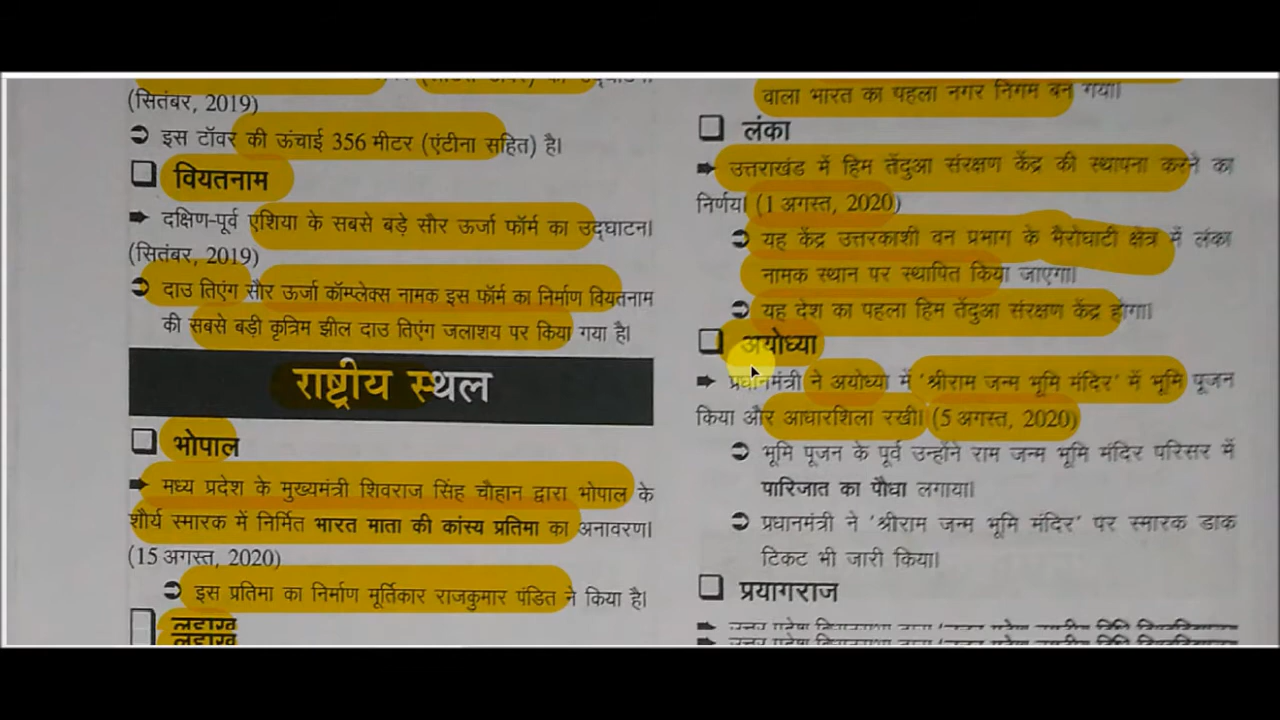 (सितंबर, 2019)
➲ इस टॉवर की ऊंचाई 356 मीटर (एंटीना सहित) है।
❑ वियतनाम
➡ दक्षिण-पूर्व एशिया के सबसे बड़े सौर ऊर्जा फॉर्म का उद्घाटन।
(सितंबर, 2019)
➲ दाउ तिएंग सौर ऊर्जा कॉम्प्लेक्स नामक इस फॉर्म का निर्माण वियतनाम
की सबसे बड़ी कृत्रिम झील दाउ तिएंग जलाशय पर किया गया है।
राष्ट्रीय स्थल
❑ भोपाल
➡ मध्य प्रदेश के मुख्यमंत्री शिवराज सिंह चौहान द्वारा भोपाल के
शौर्य स्मारक में निर्मित भारत माता की कांस्य प्रतिमा का अनावरण।
(15 अगस्त, 2020)
➲ इस प्रतिमा का निर्माण मूर्तिकार राजकुमार पंडित ने किया है।
❑ लद्दाख
वाला भारत का पहला नगर निगम बन गया।
❑ लंका
➡ उत्तराखंड में हिम तेंदुआ संरक्षण केंद्र की स्थापना करने का
निर्णय। (1 अगस्त, 2020)
➲ यह केंद्र उत्तरकाशी वन प्रभाग के भैरोघाटी क्षेत्र में लंका
नामक स्थान पर स्थापित किया जाएगा।
➲ यह देश का पहला हिम तेंदुआ संरक्षण केंद्र होगा।
❑ अयोध्या
➡ प्रधानमंत्री ने अयोध्या में 'श्रीराम जन्म भूमि मंदिर' में भूमि पूजन
किया और आधारशिला रखी। (5 अगस्त, 2020)
➲ भूमि पूजन के पूर्व उन्होंने राम जन्म भूमि मंदिर परिसर में
पारिजात का पौधा लगाया।
➲ प्रधानमंत्री ने 'श्रीराम जन्म भूमि मंदिर' पर स्मारक डाक
टिकट भी जारी किया।
❑ प्रयागराज